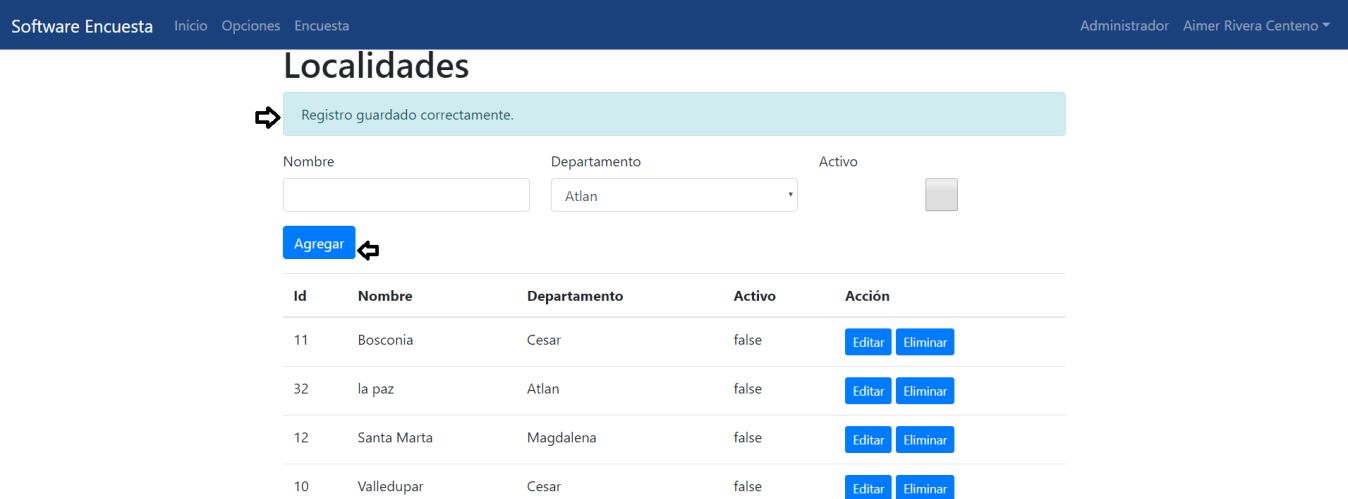 Software Encuesta Inicio Opciones Encuesta Administrador Aimer Rivera Centeno
Localidades
Registro guardado correctamente.
Nombre Departamento Activo
Atlan
Agregar
Id Nombre Departamento Activo Acción
11 Bosconia Cesar false Editar Eliminar
32 la paz Atlan false Editar Eliminar
12 Santa Marta Magdalena false Editar Eliminar
10 Valledupar Cesar false Editar Eliminar